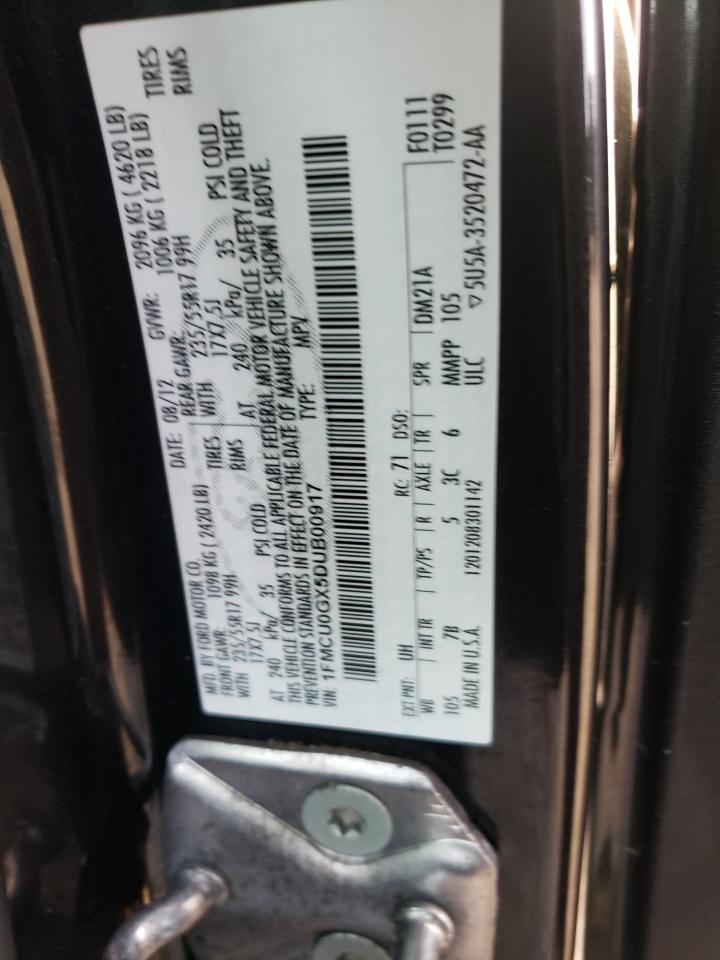 MFD. BY FORD MOTOR CO. DATE: 08/12 GVWR: 2096 KG ( 4620 LB)
FRONT GAWR: 1098 KG ( 2420 LB) REAR GAWR: 1006 KG ( 2218 LB)
WITH 235/55R17 99H TIRES WITH 235/55R17 99H TIRES
17X7.5J RIMS 17X7.5J RIMS
AT 240 kPa/ 35 PSI COLD AT 240 kPa/ 35 PSI COLD
THIS VEHICLE CONFORMS TO ALL APPLICABLE FEDERAL MOTOR VEHICLE SAFETY AND THEFT
PREVENTION STANDARDS IN EFFECT ON THE DATE OF MANUFACTURE SHOWN ABOVE.
VIN: 1FMCU0GX5DUB00917 TYPE: MPV
F0111
T0299
EXT PNT: UH RC: 71 DSO:
WB INT TR TP/PS R AXLE TR SPR DM21A
105 7B 5 3C 6 MMPP 105
MADE IN U.S.A. 1201208301142 ULC ▽5U5A-3520472-AA